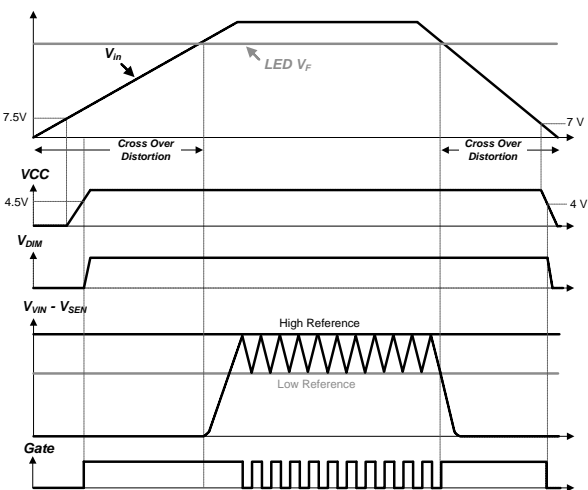 Vin
LED VF
7.5V
7 V
Cross Over
Distortion
Cross Over
Distortion
VCC
4.5V
4 V
VDIM
VVIN - VSEN
High Reference
Low Reference
Gate